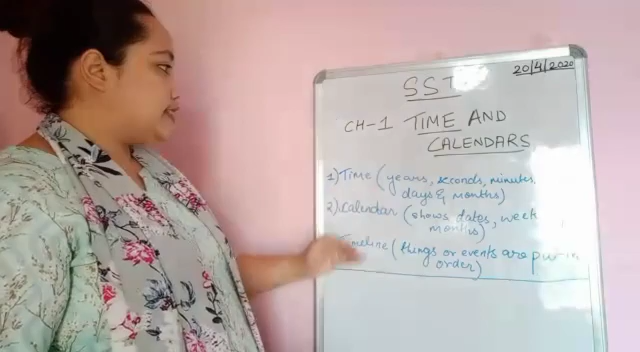 20/4/2020
SST
CH-1 TIME AND
CALENDARS
1) Time (years, seconds, minutes,
days & months)
2) Calendar (shows dates, week
months)
Timeline (things or events are put in
order)